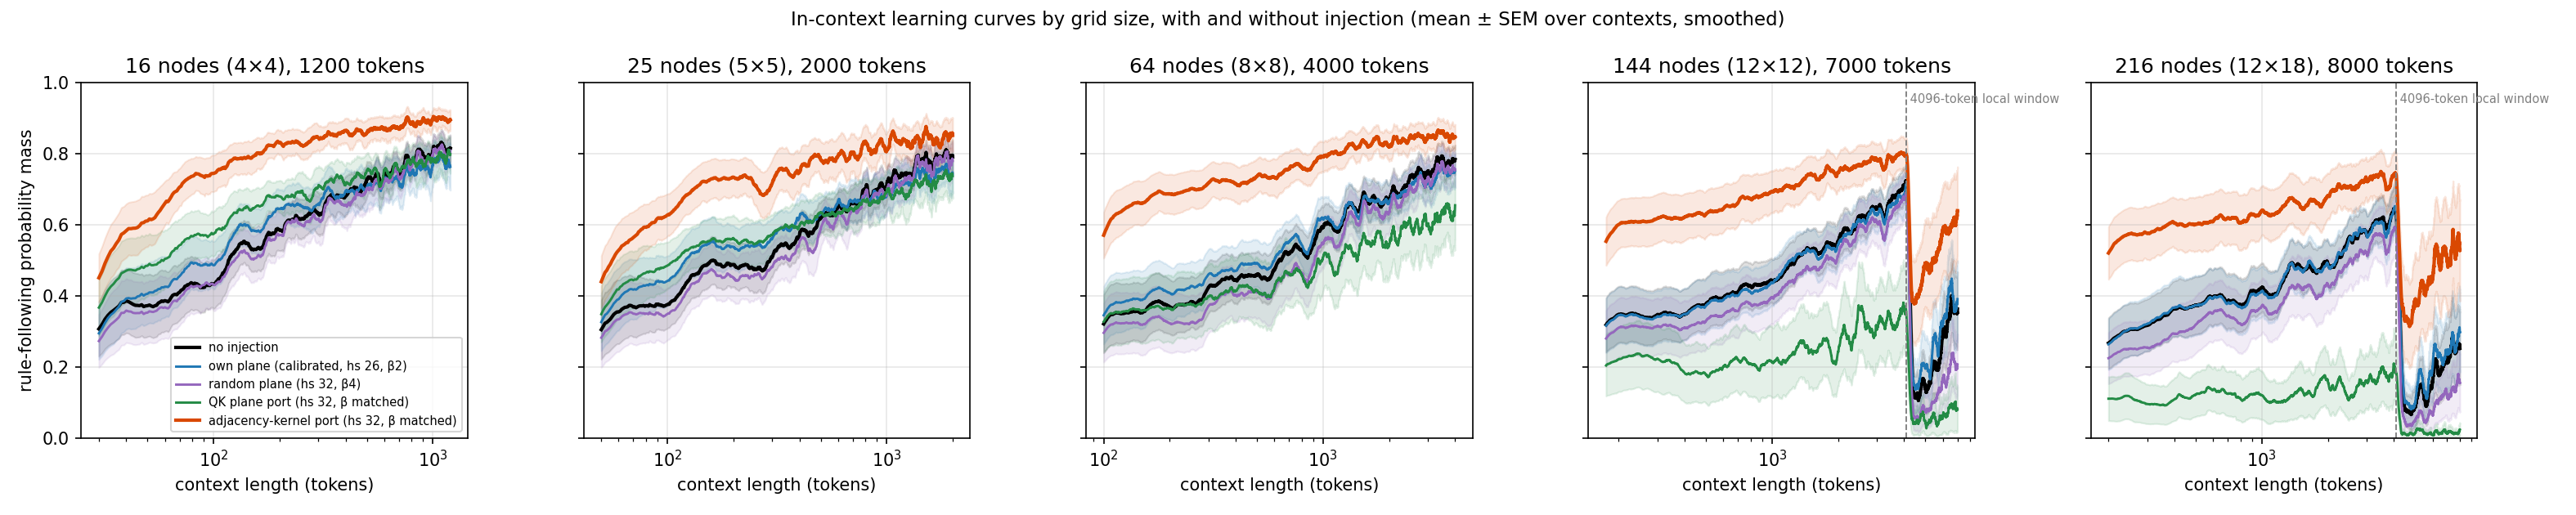 In-context learning curves by grid size, with and without injection (mean ± SEM over contexts, smoothed)
16 nodes (4×4), 1200 tokens
25 nodes (5×5), 2000 tokens
64 nodes (8×8), 4000 tokens
144 nodes (12×12), 7000 tokens
216 nodes (12×18), 8000 tokens
rule-following probability mass
1.0
0.8
0.6
0.4
0.2
0.0
no injection
own plane (calibrated, hs 26, β2)
random plane (hs 32, β4)
QK plane port (hs 32, β matched)
adjacency-kernel port (hs 32, β matched)
4096-token local window
4096-token local window
10² 10³
10² 10³
10² 10³
10³
10³
context length (tokens)
context length (tokens)
context length (tokens)
context length (tokens)
context length (tokens)